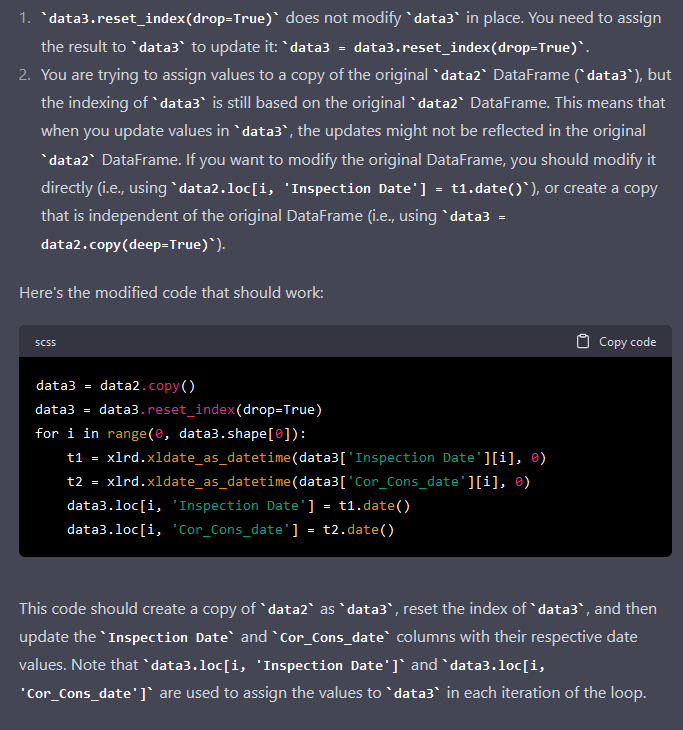 1. `data3.reset_index(drop=True)` does not modify `data3` in place. You need to assign
the result to `data3` to update it: `data3 = data3.reset_index(drop=True)`.
2. You are trying to assign values to a copy of the original `data2` DataFrame (`data3`), but
the indexing of `data3` is still based on the original `data2` DataFrame. This means that
when you update values in `data3`, the updates might not be reflected in the original
`data2` DataFrame. If you want to modify the original DataFrame, you should modify it
directly (i.e., using `data2.loc[i, 'Inspection Date'] = t1.date()`), or create a copy
that is independent of the original DataFrame (i.e., using `data3 =
data2.copy(deep=True)`).
Here's the modified code that should work:
scss Copy code
data3 = data2.copy()
data3 = data3.reset_index(drop=True)
for i in range(0, data3.shape[0]):
    t1 = xlrd.xldate_as_datetime(data3['Inspection Date'][i], 0)
    t2 = xlrd.xldate_as_datetime(data3['Cor_Cons_date'][i], 0)
    data3.loc[i, 'Inspection Date'] = t1.date()
    data3.loc[i, 'Cor_Cons_date'] = t2.date()
This code should create a copy of `data2` as `data3`, reset the index of `data3`, and then
update the `Inspection Date` and `Cor_Cons_date` columns with their respective date
values. Note that `data3.loc[i, 'Inspection Date']` and `data3.loc[i,
'Cor_Cons_date']` are used to assign the values to `data3` in each iteration of the loop.